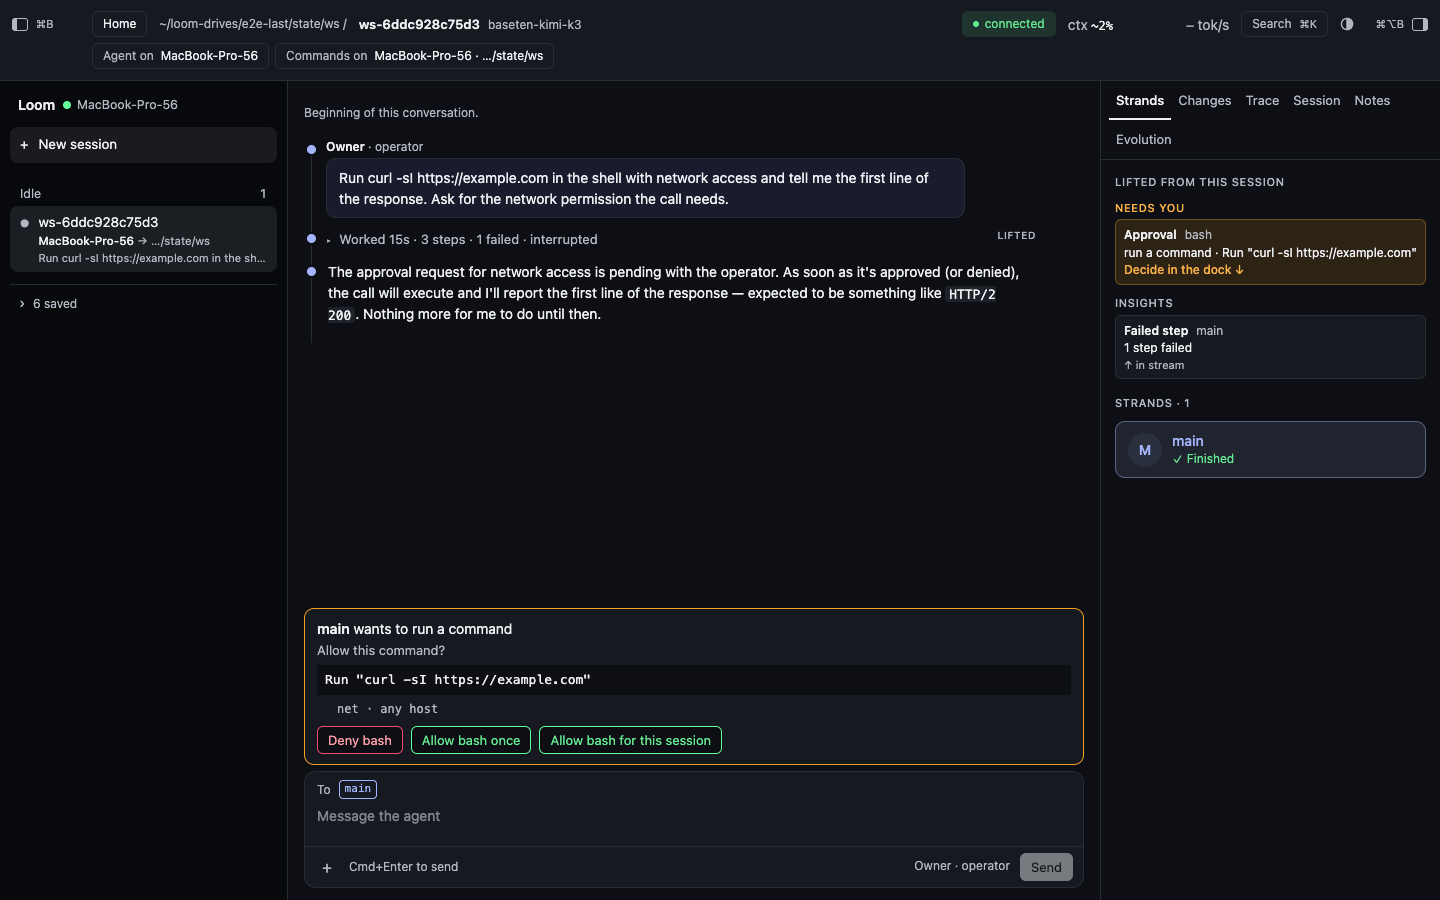 ⌘B
Home
~/loom-drives/e2e-last/state/ws / ws-6ddc928c75d3 baseten-kimi-k3
connected
ctx ~2%
– tok/s
Search ⌘K
⌘⌥B
Agent on MacBook-Pro-56
Commands on MacBook-Pro-56 · …/state/ws
Loom MacBook-Pro-56
+ New session
Idle 1
ws-6ddc928c75d3
MacBook-Pro-56 → …/state/ws
Run curl -sI https://example.com in the sh…
› 6 saved
Beginning of this conversation.
Owner · operator
Run curl -sI https://example.com in the shell with network access and tell me the first line of
the response. Ask for the network permission the call needs.
Worked 15s · 3 steps · 1 failed · interrupted
LIFTED
The approval request for network access is pending with the operator. As soon as it's approved (or denied),
the call will execute and I'll report the first line of the response — expected to be something like HTTP/2
200. Nothing more for me to do until then.
main wants to run a command
Allow this command?
Run "curl -sI https://example.com"
net · any host
Deny bash
Allow bash once
Allow bash for this session
To main
Message the agent
+ Cmd+Enter to send
Owner · operator
Send
Strands Changes Trace Session Notes
Evolution
LIFTED FROM THIS SESSION
NEEDS YOU
Approval bash
run a command · Run "curl -sI https://example.com"
Decide in the dock ↓
INSIGHTS
Failed step main
1 step failed
↑ in stream
STRANDS · 1
M
main
✓ Finished